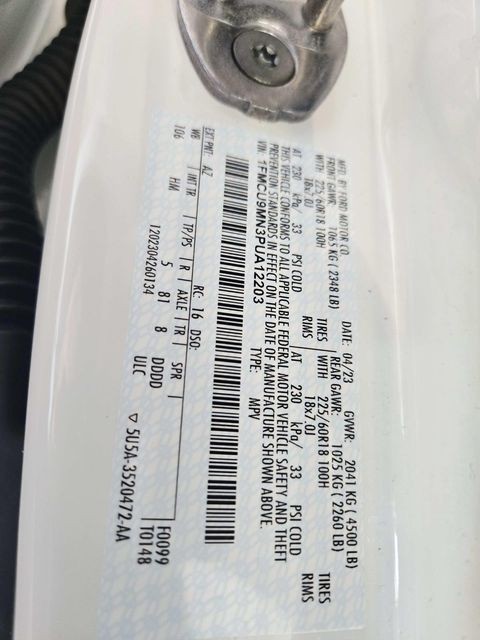 MFD. BY FORD MOTOR CO.
DATE: 04/23 GVWR: 2041 KG ( 4500 LB)
FRONT GAWR: 1065 KG ( 2348 LB) REAR GAWR: 1025 KG ( 2260 LB)
WITH 225/60R18 100H TIRES WITH 225/60R18 100H TIRES
18x7.0J RIMS 18x7.0J RIMS
AT 230 kPa/ 33 PSI COLD AT 230 kPa/ 33 PSI COLD
THIS VEHICLE CONFORMS TO ALL APPLICABLE FEDERAL MOTOR VEHICLE SAFETY AND THEFT
PREVENTION STANDARDS IN EFFECT ON THE DATE OF MANUFACTURE SHOWN ABOVE.
VIN: 1FMCU9MN3PUA12203 TYPE: MPV
EXT PNT: AZ RC: 16 DSO:
WB INT TR TP/PS R AXLE TR SPR
106 HM 5 81 8 DDDD
1202304260134 ULC
▽ 5U5A-3520472-AA
F0099
T0148